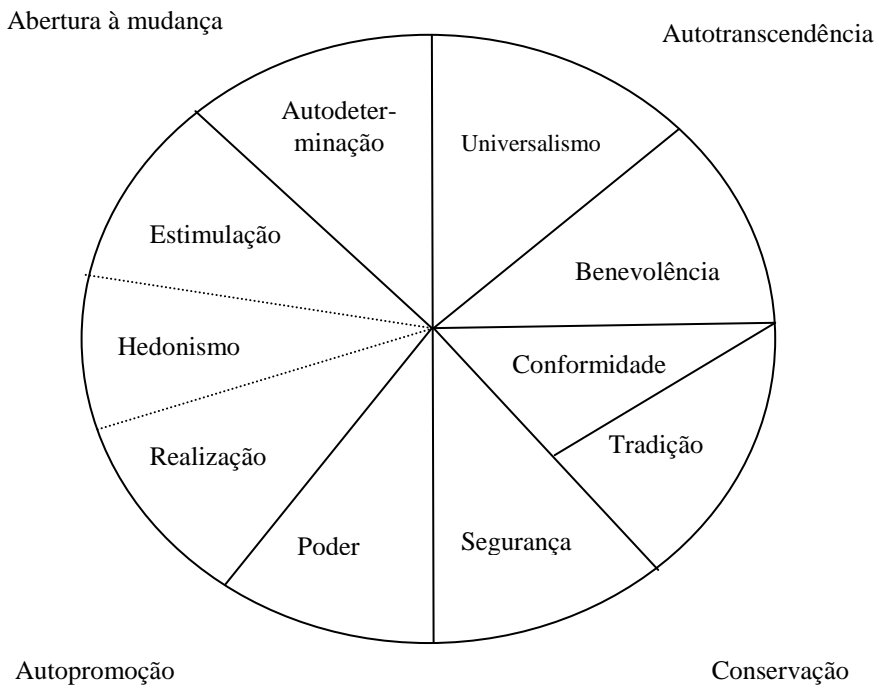 Abertura à mudança
Autotranscendência
Autodeter-
minação
Universalismo
Estimulação
Benevolência
Hedonismo
Conformidade
Realização
Tradição
Poder
Segurança
Autopromoção
Conservação